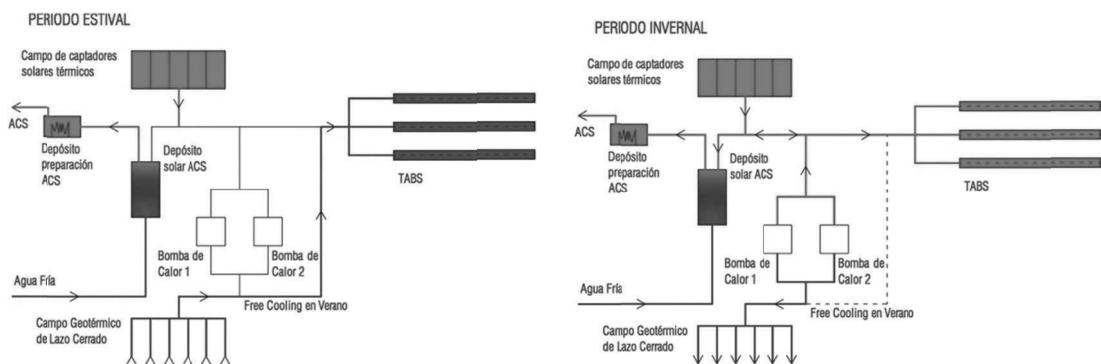 PERIODO ESTIVAL
Campo de captadores
solares térmicos
ACS
Depósito
preparación
ACS
Depósito
solar ACS
TABS
Bomba de
Calor 1
Bomba de
Calor 2
Agua Fría
Free Cooling en Verano
Campo Geotérmico
de Lazo Cerrado
PERIODO INVERNAL
Campo de captadores
solares térmicos
ACS
Depósito
preparación
ACS
Depósito
solar ACS
TABS
Bomba de
Calor 1
Bomba de
Calor 2
Agua Fría
Free Cooling en Verano
Campo Geotérmico
de Lazo Cerrado